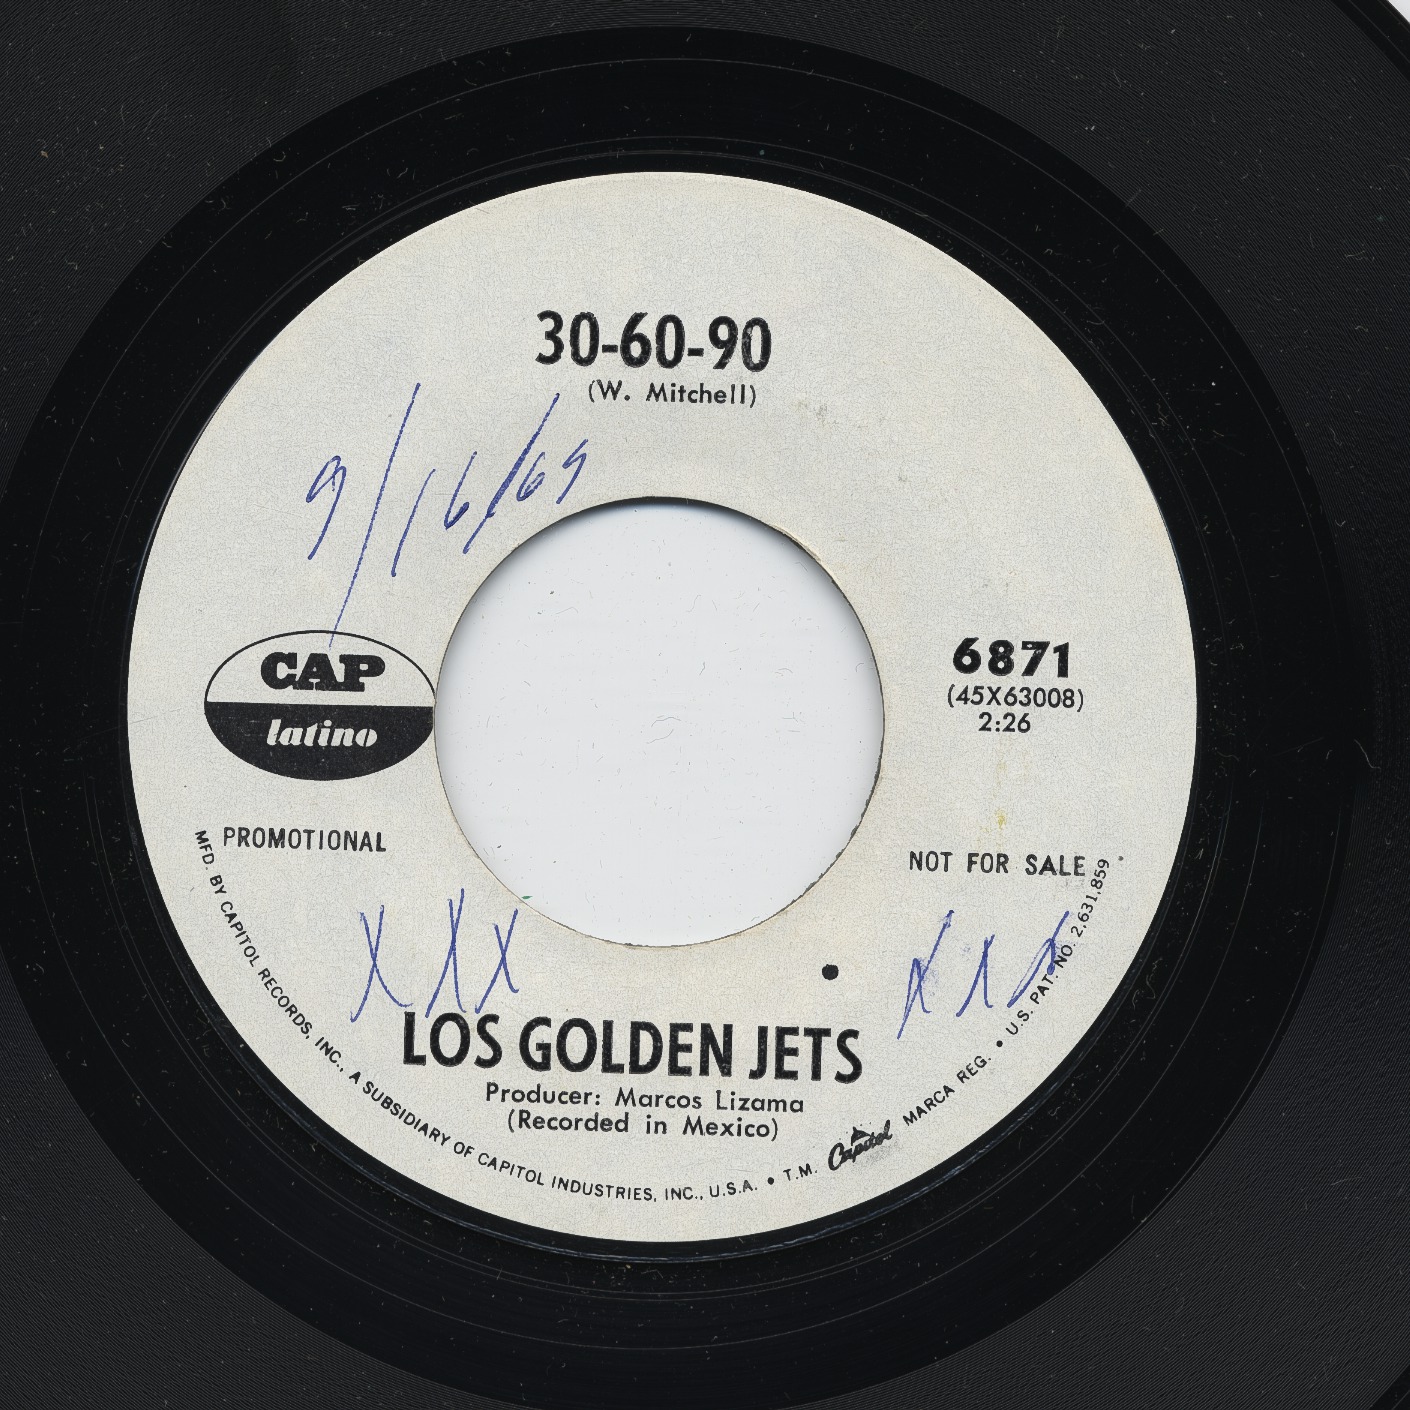 30-60-90
(W. Mitchell)
9/16/69
CAP
latino
6871
(45X63008)
2:26
PROMOTIONAL
NOT FOR SALE
XXX
XXX
LOS GOLDEN JETS
Producer: Marcos Lizama
(Recorded in Mexico)
MFD. BY CAPITOL RECORDS, INC., A SUBSIDIARY OF CAPITOL INDUSTRIES, INC., U.S.A. • T.M. Capitol MARCA REG. • U.S. PAT. NO. 2,631,859